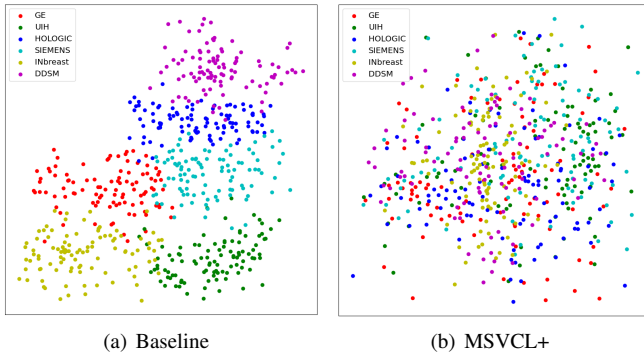 GE
UIH
HOLOGIC
SIEMENS
INbreast
DDSM
GE
UIH
HOLOGIC
SIEMENS
INbreast
DDSM
(a) Baseline
(b) MSVCL+